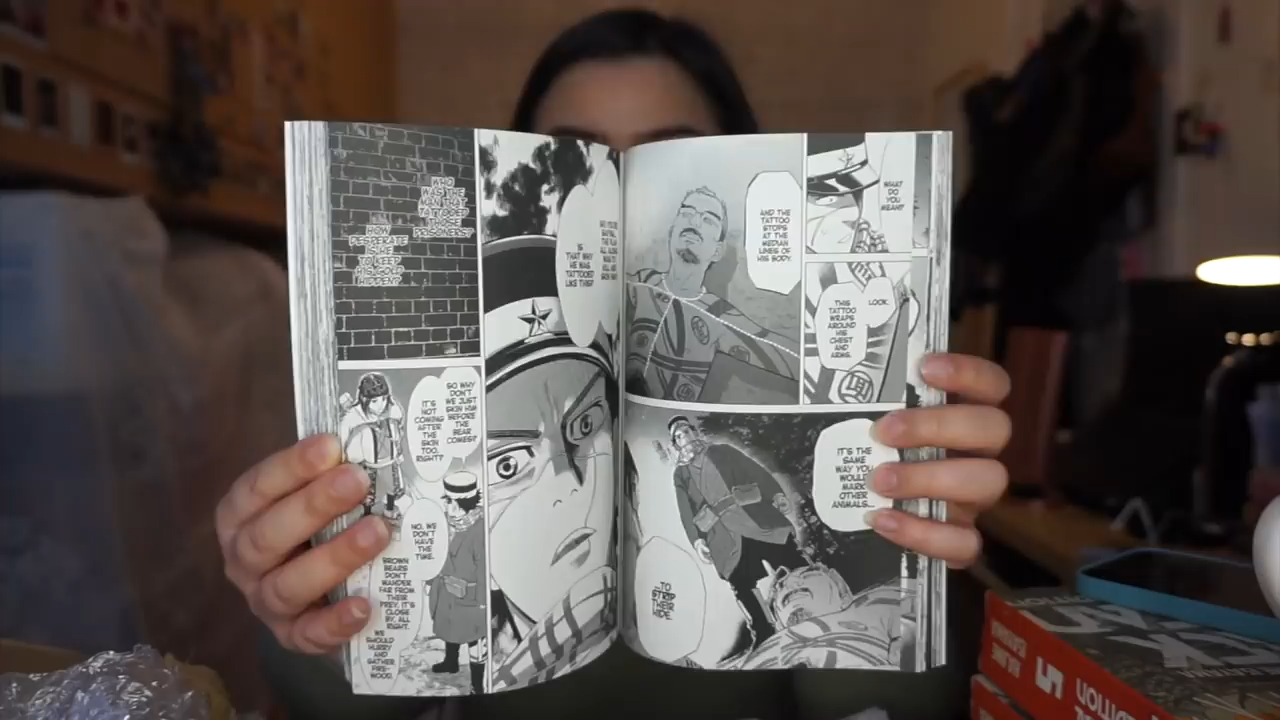 WHAT
DO
YOU
MEAN?
LOOK.
THIS
TATTOO
WRAPS
AROUND
HIS
CHEST
AND
ARMS.
AND THE
TATTOO
STOPS
AT THE
MEDIAN
LINES OF
HIS BODY.
IT'S THE
SAME
WAY YOU
WOULD
MARK
OTHER
ANIMALS...
...TO
STRIP
THEIR
HIDE.
IS
THAT WHY
HE WAS
TATTOOED
LIKE THIS?
WHO
WAS THE
MAN THAT
TATTOOED
THOSE
PRISONERS?
HOW
DESPERATE
IS HE
TO KEEP
HIS GOLD
HIDDEN?
SO WHY
DON'T
WE JUST
SKIN HIM
BEFORE
THE
BEAR
COMES?
IT'S
NOT
COMING
AFTER
THE
SKIN
TOO,
RIGHT?
NO, WE
DON'T
HAVE
THE
TIME.
BROWN
BEARS
DON'T
WANDER
FAR FROM
THEIR
PREY. IT'S
CLOSE
BY, ALL
RIGHT.
WE
SHOULD
HURRY
AND
GATHER
FIRE-
WOOD.
5